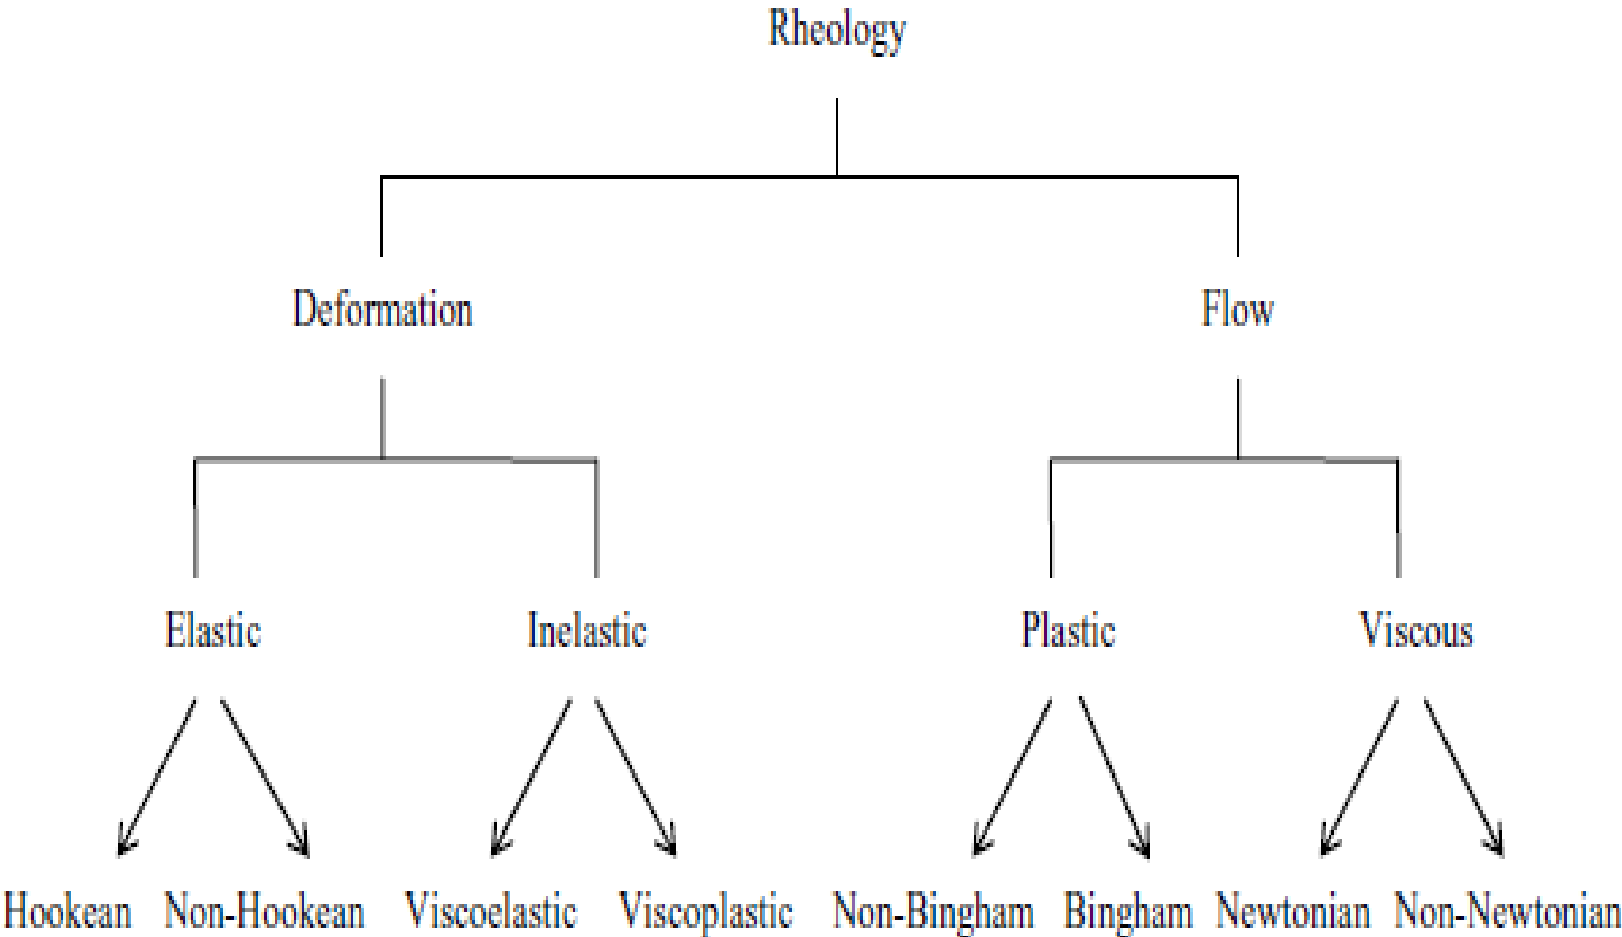 Rheology
Deformation Flow
Elastic Inelastic Plastic Viscous
Hookean Non-Hookean Viscoelastic Viscoplastic Non-Bingham Bingham Newtonian Non-Newtonian